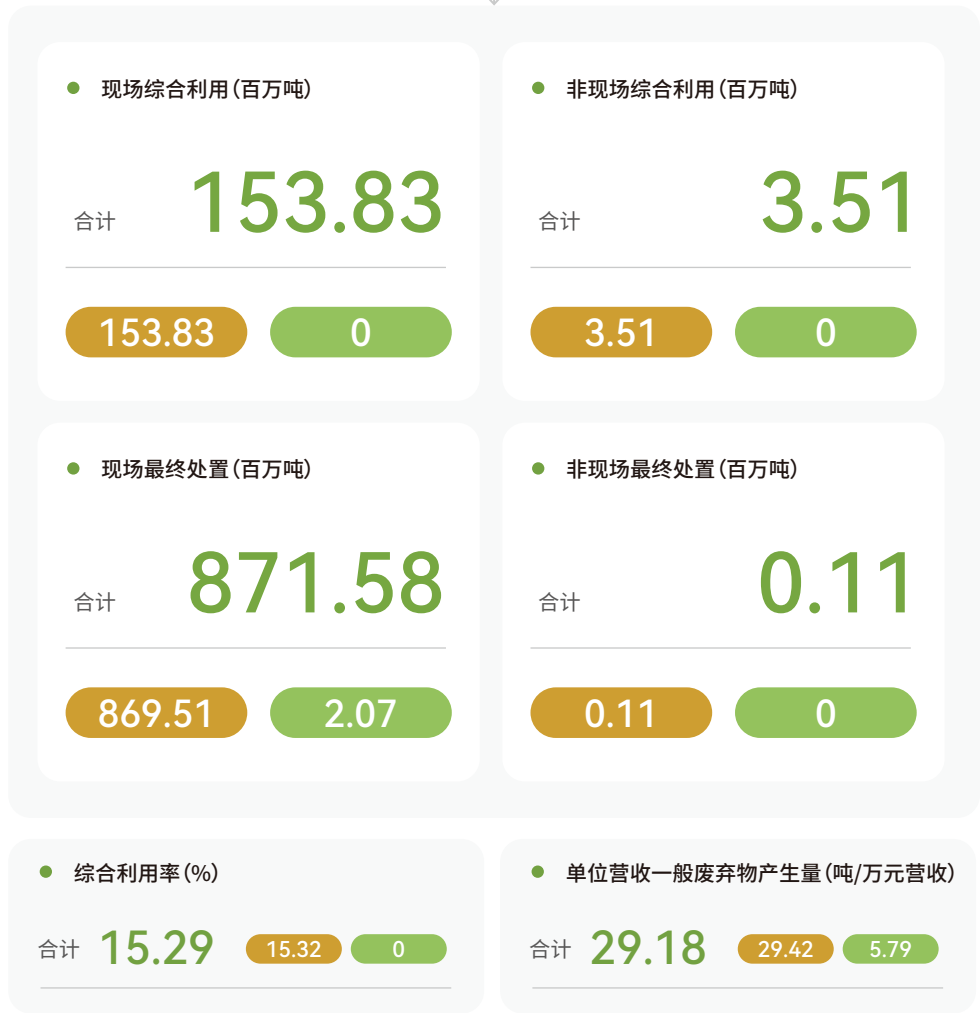 现场综合利用（百万吨）
合计 153.83
153.83 0
非现场综合利用（百万吨）
合计 3.51
3.51 0
现场最终处置（百万吨）
合计 871.58
869.51 2.07
非现场最终处置（百万吨）
合计 0.11
0.11 0
综合利用率（%）
合计 15.29 15.32 0
单位营收一般废弃物产生量（吨/万元营收）
合计 29.18 29.42 5.79